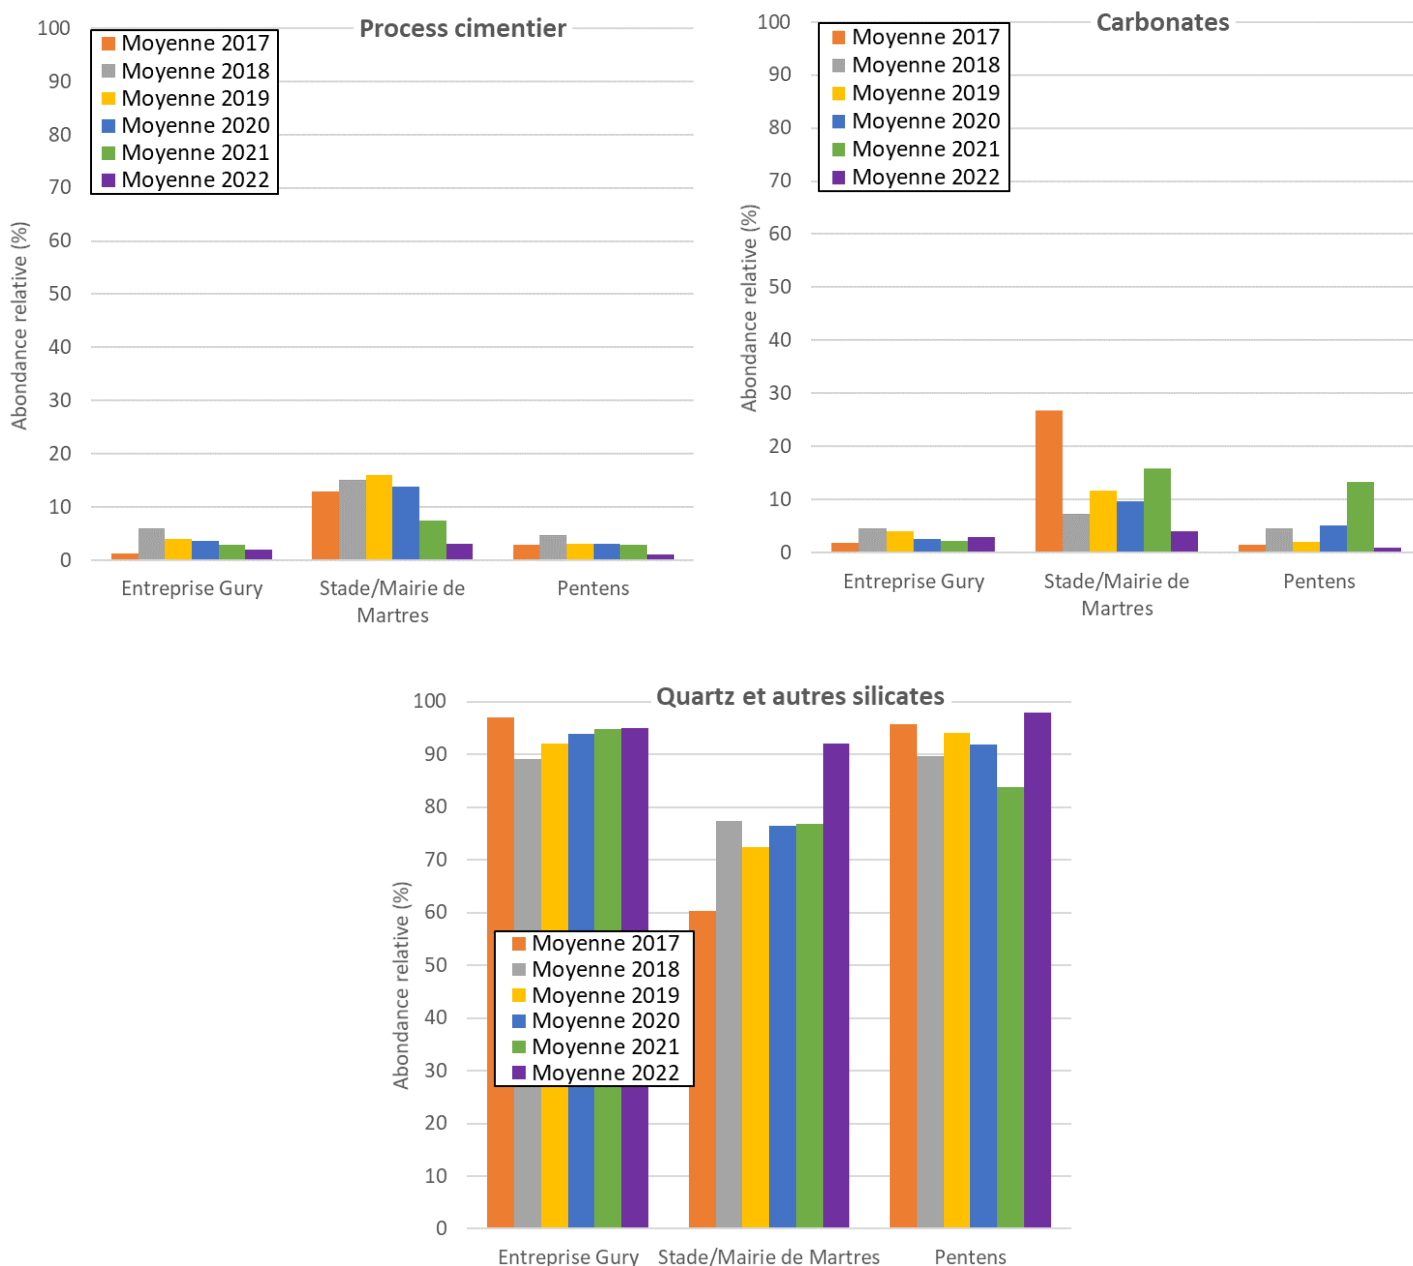 Process cimentier
Moyenne 2017
Moyenne 2018
Moyenne 2019
Moyenne 2020
Moyenne 2021
Moyenne 2022
Abondance relative (%)
100
90
80
70
60
50
40
30
20
10
0
Entreprise Gury
Stade/Mairie de
Martres
Pentens
Carbonates
Moyenne 2017
Moyenne 2018
Moyenne 2019
Moyenne 2020
Moyenne 2021
Moyenne 2022
Abondance relative (%)
100
90
80
70
60
50
40
30
20
10
0
Entreprise Gury
Stade/Mairie de
Martres
Pentens
Quartz et autres silicates
Abondance relative (%)
100
90
80
70
60
50
40
30
20
10
0
Moyenne 2017
Moyenne 2018
Moyenne 2019
Moyenne 2020
Moyenne 2021
Moyenne 2022
Entreprise Gury
Stade/Mairie de Martres
Pentens